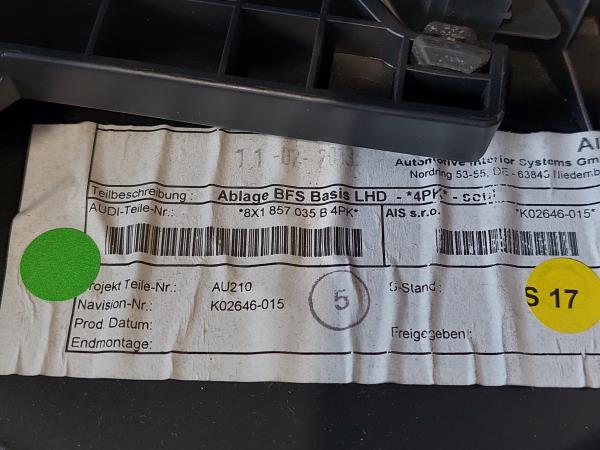 11-02-2013
Automotive Interior Systems Gm
Nordring 53-55, DE - 63843 Niedernb
Teilbeschreibung: Ablage BFS Basis LHD - *4PK* -
AUDI-Teile-Nr.: *8X1 857 035 B 4PK* AIS s.r.o. *K02646-015*
Projekt Teile-Nr.: AU210 S-Stand: S 17
Navision-Nr.: K02646-015 5
Prod. Datum: Freigegeben:
Endmontage: